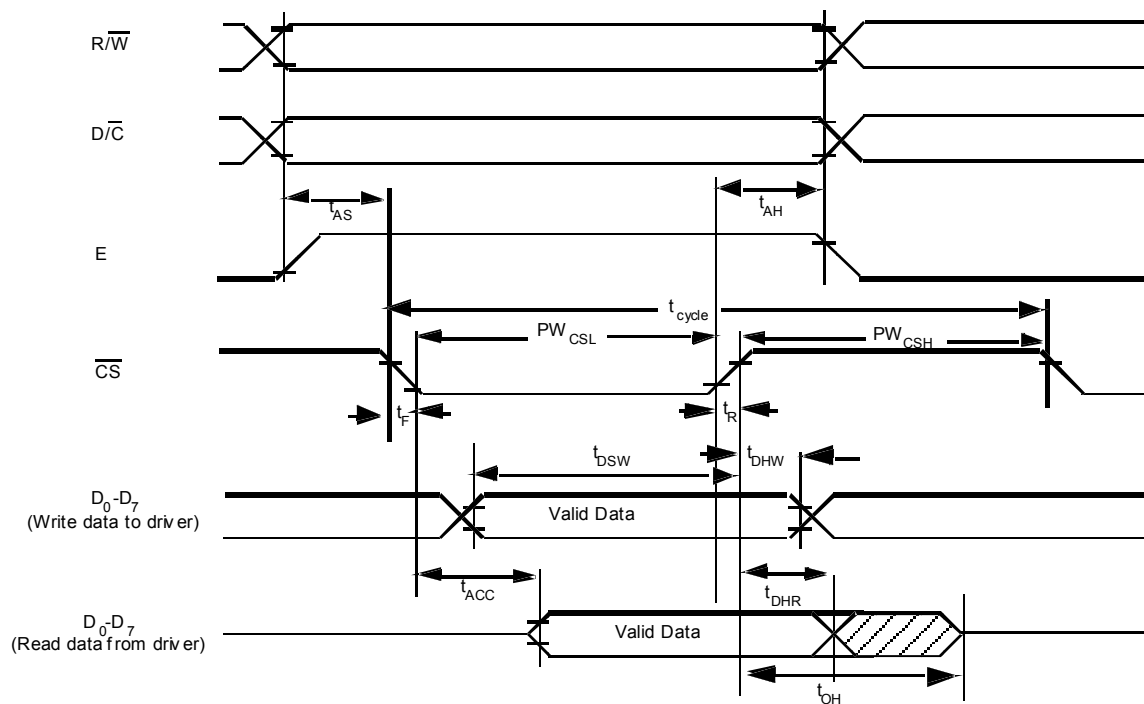 R/W̅
D/C̅
tAS
tAH
E
tcycle
PWCSL
PWCSH
C̅S̅
tF
tR
tDSW
tDHW
D0-D7
(Write data to driver)
Valid Data
tACC
tDHR
D0-D7
(Read data from driver)
Valid Data
tOH